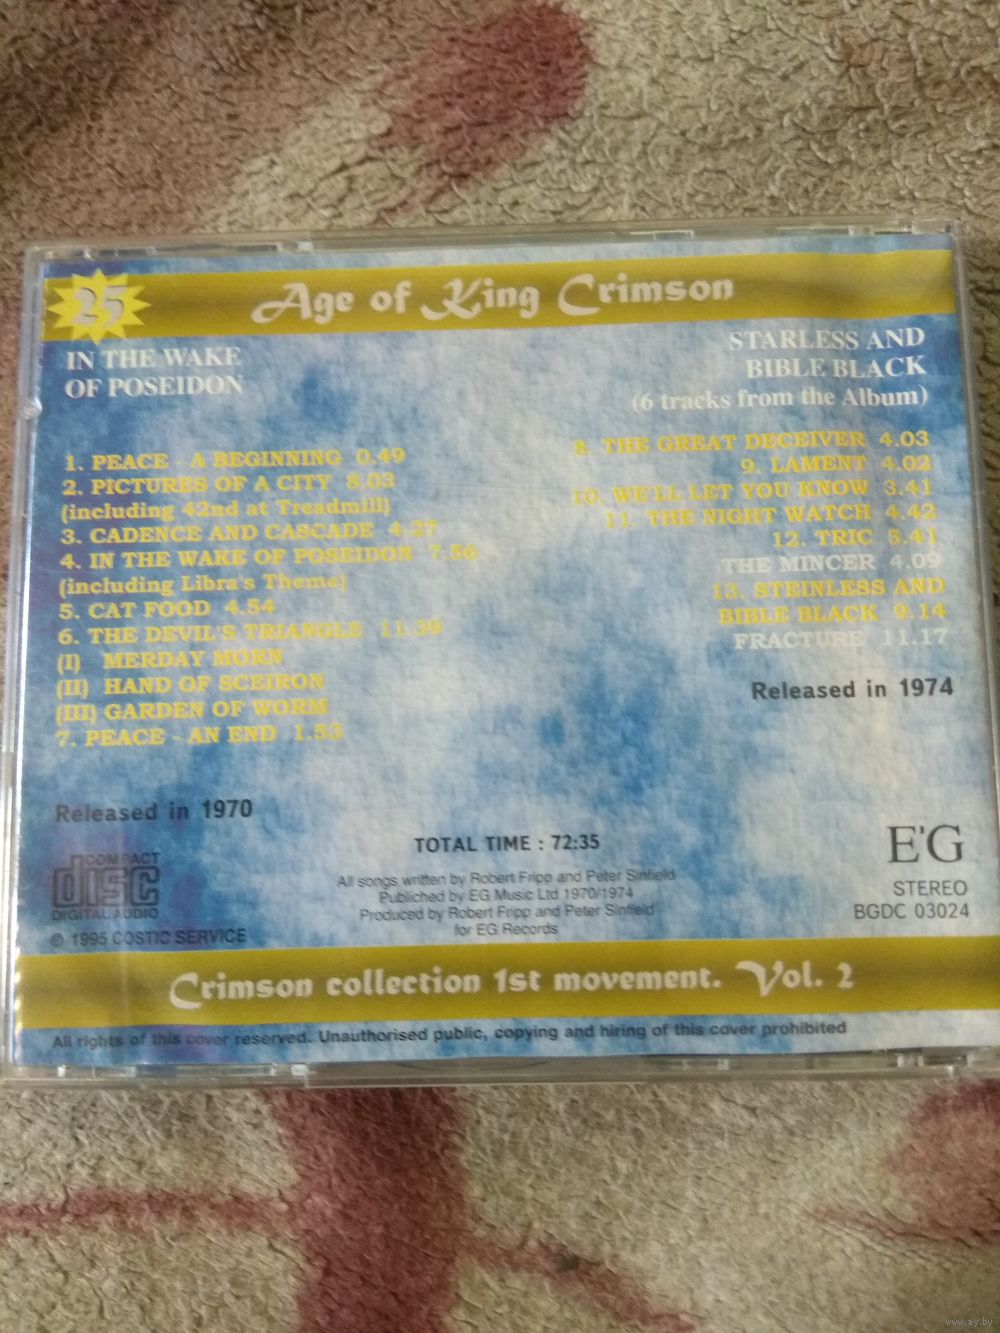 25
Age of King Crimson
IN THE WAKE
OF POSEIDON
1. PEACE - A BEGINNING 0.49
2. PICTURES OF A CITY 8.03
(including 42nd at Treadmill)
3. CADENCE AND CASCADE 4.27
4. IN THE WAKE OF POSEIDON 7.56
(including Libra's Theme)
5. CAT FOOD 4.54
6. THE DEVIL'S TRIANGLE 11.39
(I) MERDAY MORN
(II) HAND OF SCEIRON
(III) GARDEN OF WORM
7. PEACE - AN END 1.53
Released in 1970
STARLESS AND
BIBLE BLACK
(6 tracks from the Album)
8. THE GREAT DECEIVER 4.03
9. LAMENT 4.02
10. WE'LL LET YOU KNOW 3.41
11. THE NIGHT WATCH 4.42
12. TRIC 5.41
THE MINCER 4.09
13. STEINLESS AND
BIBLE BLACK 9.14
FRACTURE 11.17
Released in 1974
TOTAL TIME : 72:35
All songs written by Robert Fripp and Peter Sinfield
Publiched by EG Music Ltd 1970/1974
Produced by Robert Fripp and Peter Sinfield
for EG Records
COMPACT
disc
DIGITAL AUDIO
© 1995 COSTIC SERVICE
E'G
STEREO
BGDC 03024
Crimson collection 1st movement. Vol. 2
All rights of this cover reserved. Unauthorised public, copying and hiring of this cover prohibited
www.ay.by